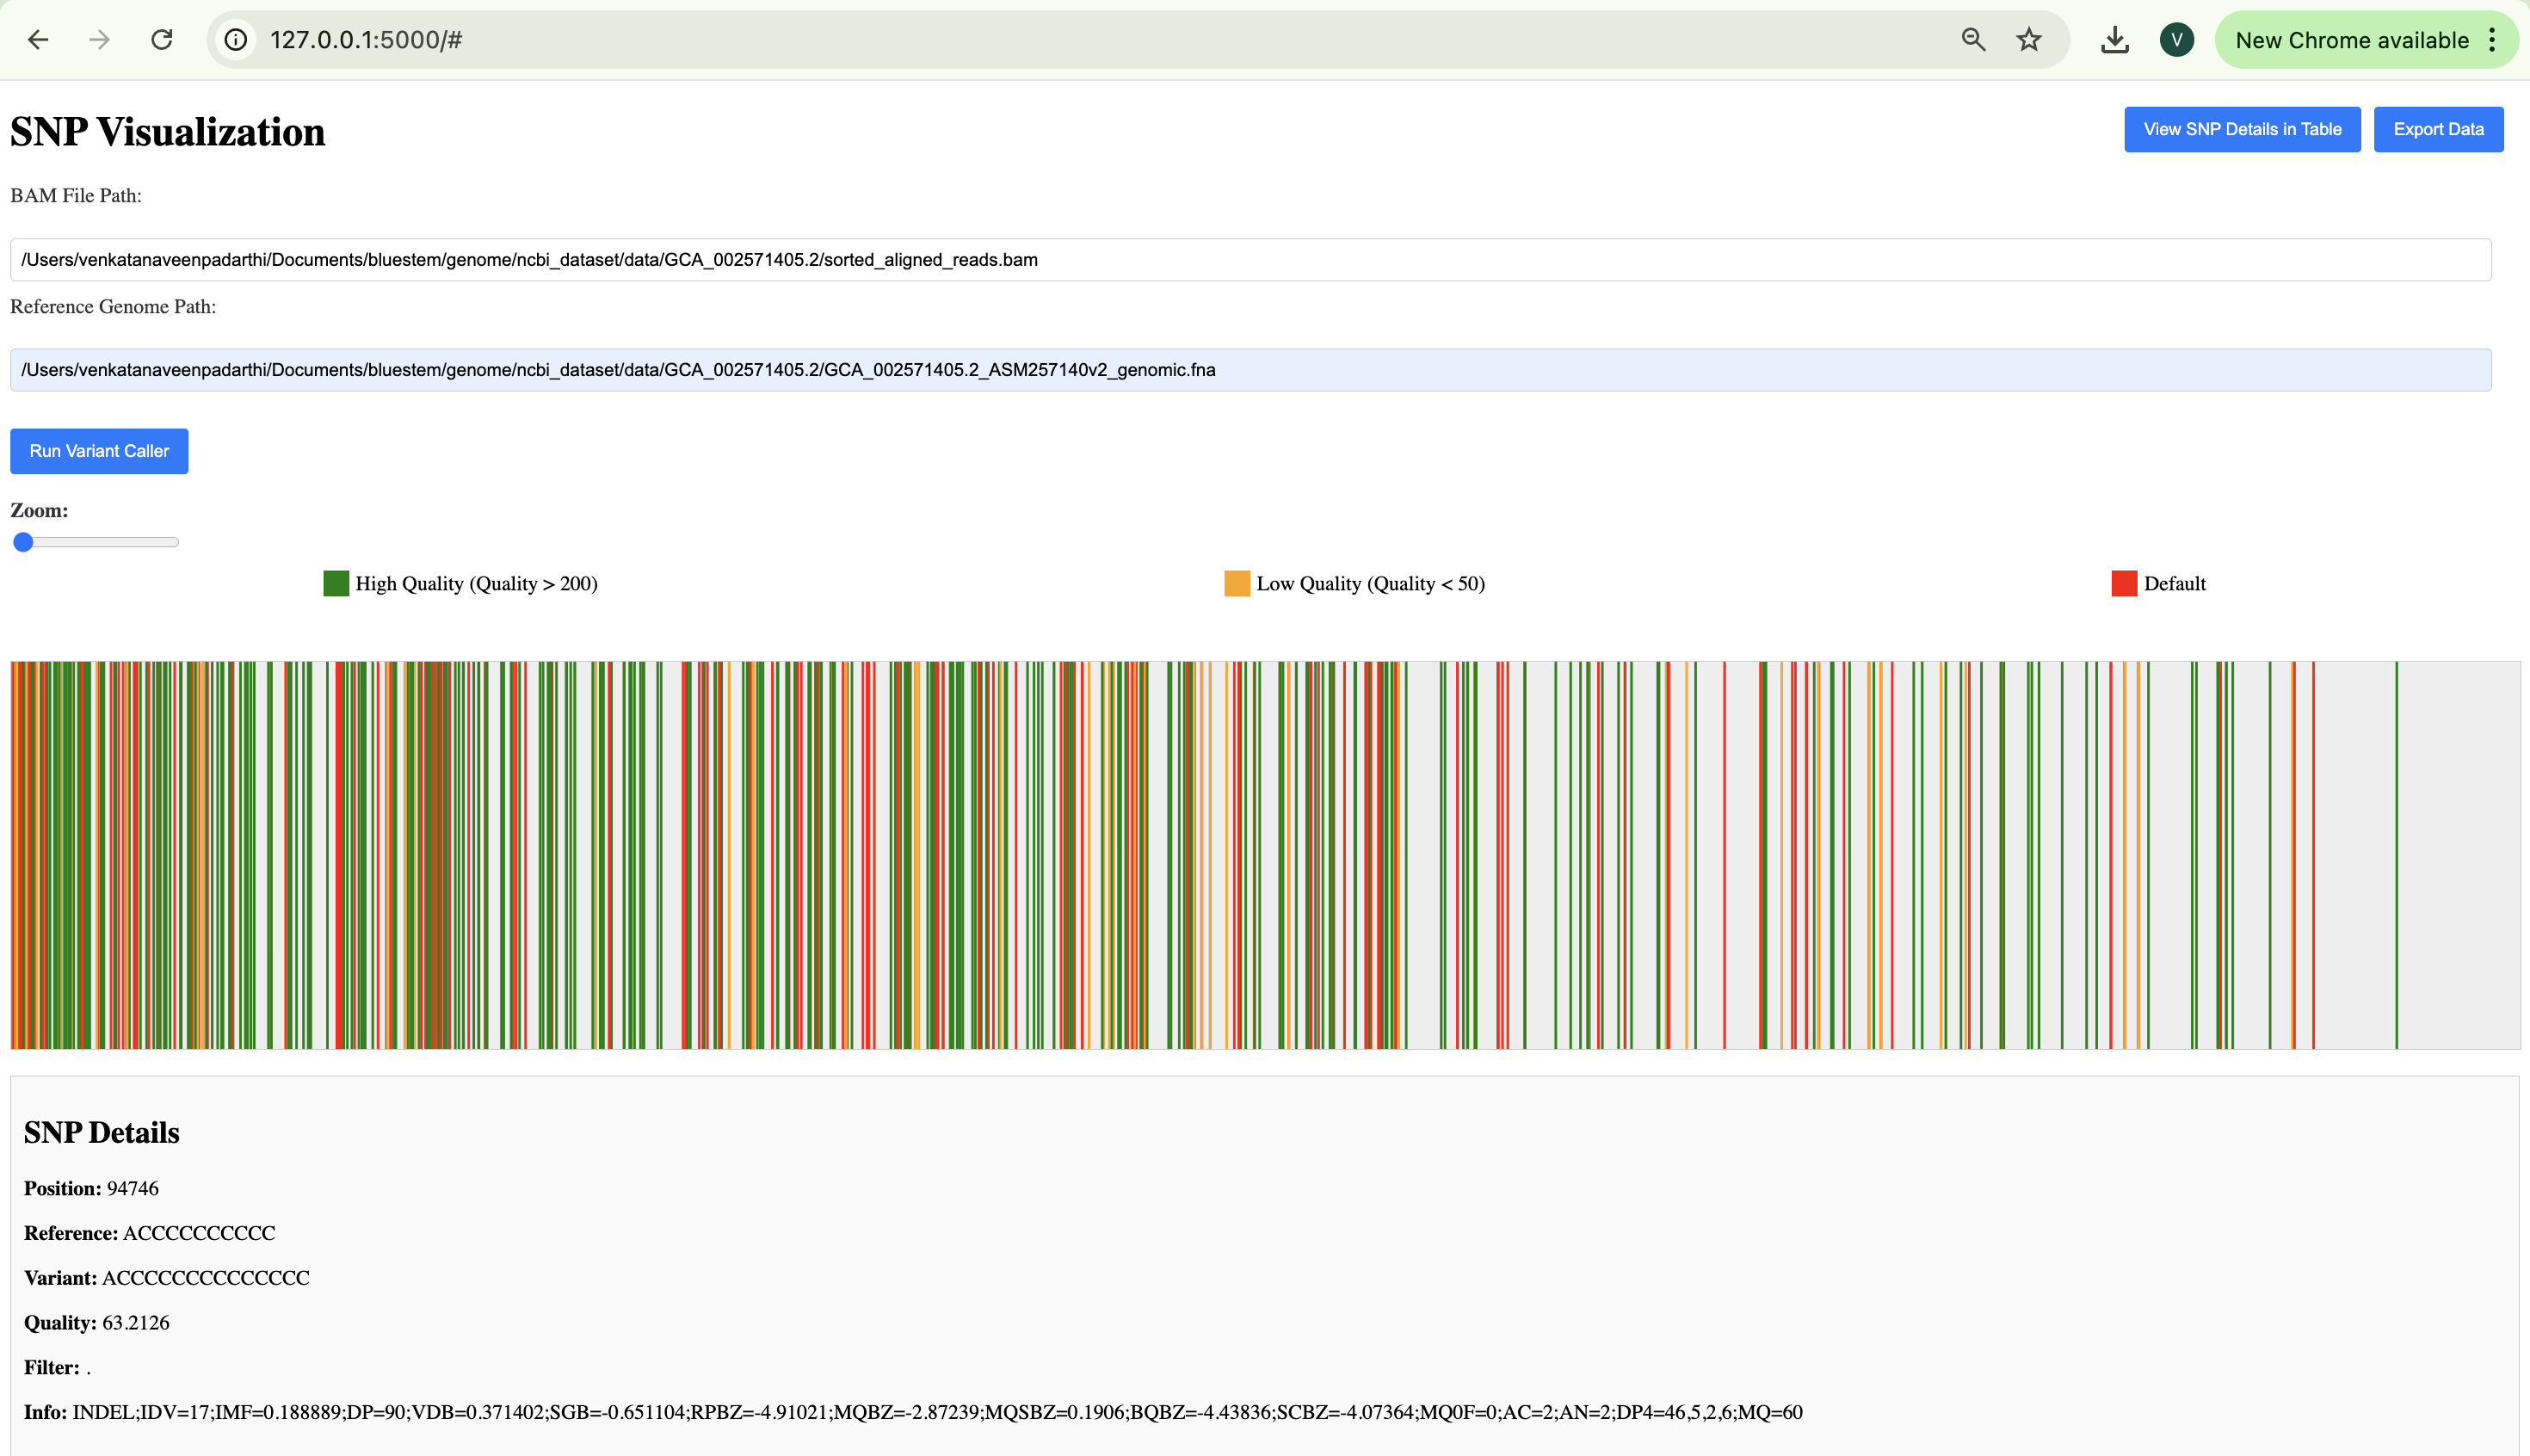 127.0.0.1:5000/#
V
New Chrome available
SNP Visualization
View SNP Details in Table
Export Data
BAM File Path:
/Users/venkatanaveenpadarthi/Documents/bluestem/genome/ncbi_dataset/data/GCA_002571405.2/sorted_aligned_reads.bam
Reference Genome Path:
/Users/venkatanaveenpadarthi/Documents/bluestem/genome/ncbi_dataset/data/GCA_002571405.2/GCA_002571405.2_ASM257140v2_genomic.fna
Run Variant Caller
Zoom:
High Quality (Quality > 200)
Low Quality (Quality < 50)
Default
SNP Details
Position: 94746
Reference: ACCCCCCCCCC
Variant: ACCCCCCCCCCCCCC
Quality: 63.2126
Filter: .
Info: INDEL;IDV=17;IMF=0.188889;DP=90;VDB=0.371402;SGB=-0.651104;RPBZ=-4.91021;MQBZ=-2.87239;MQSBZ=0.1906;BQBZ=-4.43836;SCBZ=-4.07364;MQ0F=0;AC=2;AN=2;DP4=46,5,2,6;MQ=60